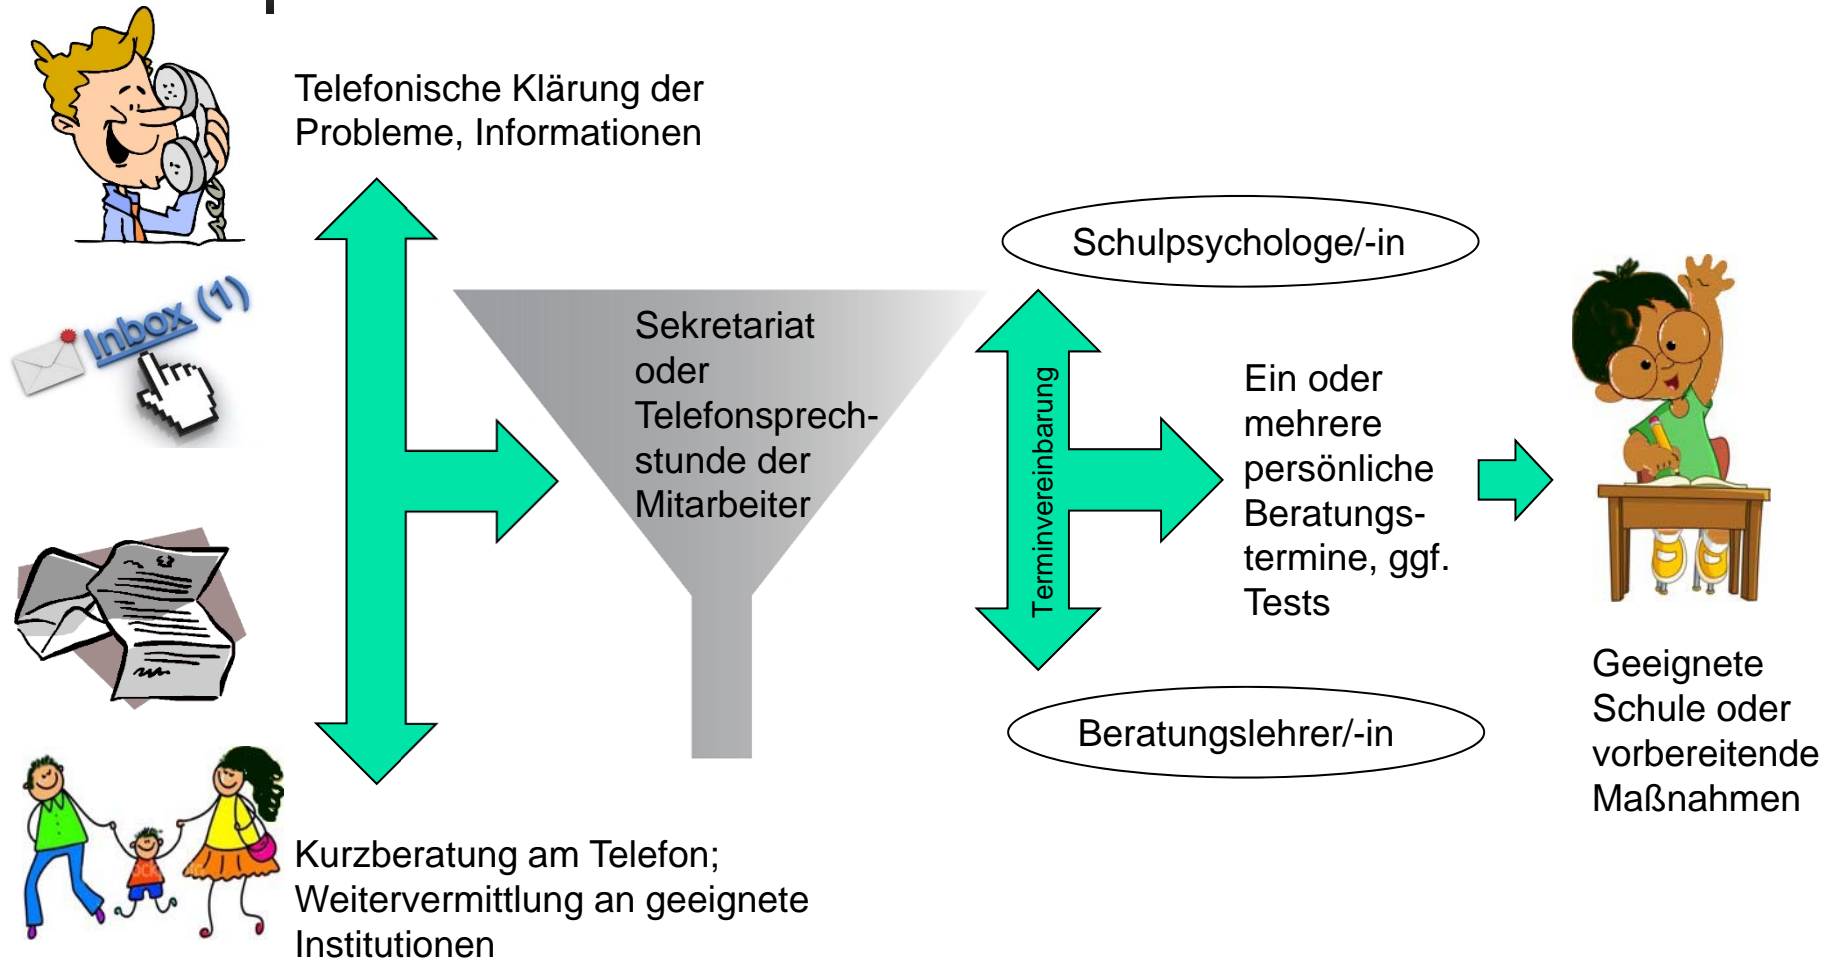 Telefonische Klärung der
Probleme, Informationen
Inbox (1)
Sekretariat
oder
Telefonsprech-
stunde der
Mitarbeiter
Schulpsychologe/-in
Terminvereinbarung
Ein oder
mehrere
persönliche
Beratungs-
termine, ggf.
Tests
Beratungslehrer/-in
Geeignete
Schule oder
vorbereitende
Maßnahmen
Kurzberatung am Telefon;
Weitervermittlung an geeignete
Institutionen